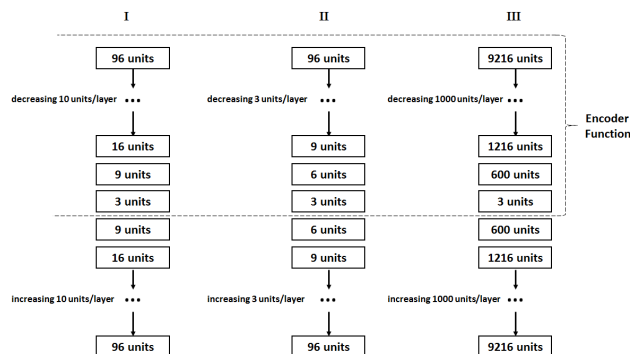 I II III
96 units 96 units 9216 units
decreasing 10 units/layer ••• decreasing 3 units/layer ••• decreasing 1000 units/layer •••
Encoder
Function
16 units 9 units 1216 units
9 units 6 units 600 units
3 units 3 units 3 units
9 units 6 units 600 units
16 units 9 units 1216 units
increasing 10 units/layer ••• increasing 3 units/layer ••• increasing 1000 units/layer •••
96 units 96 units 9216 units